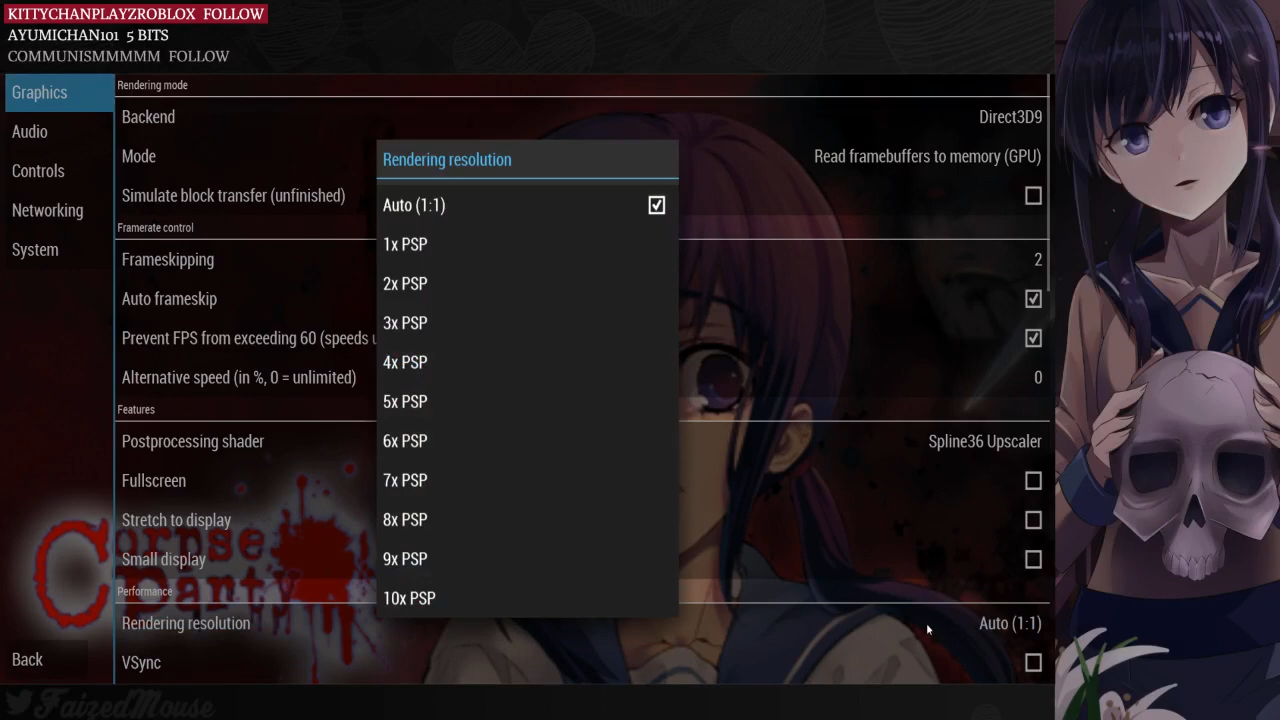 KITTYCHANPLAYZROBLOX FOLLOW
AYUMICHAN101 5 BITS
COMMUNISMMMMM FOLLOW
Graphics
Audio
Controls
Networking
System
Back
Rendering mode
Backend Direct3D9
Mode Read framebuffers to memory (GPU)
Simulate block transfer (unfinished)
Framerate control
Frameskipping 2
Auto frameskip
Prevent FPS from exceeding 60 (speeds
Alternative speed (in %, 0 = unlimited) 0
Features
Postprocessing shader Spline36 Upscaler
Fullscreen
Stretch to display
Small display
Performance
Rendering resolution Auto (1:1)
VSync
Rendering resolution
Auto (1:1)
1x PSP
2x PSP
3x PSP
4x PSP
5x PSP
6x PSP
7x PSP
8x PSP
9x PSP
10x PSP
Corpse
Party
FaizedMouse